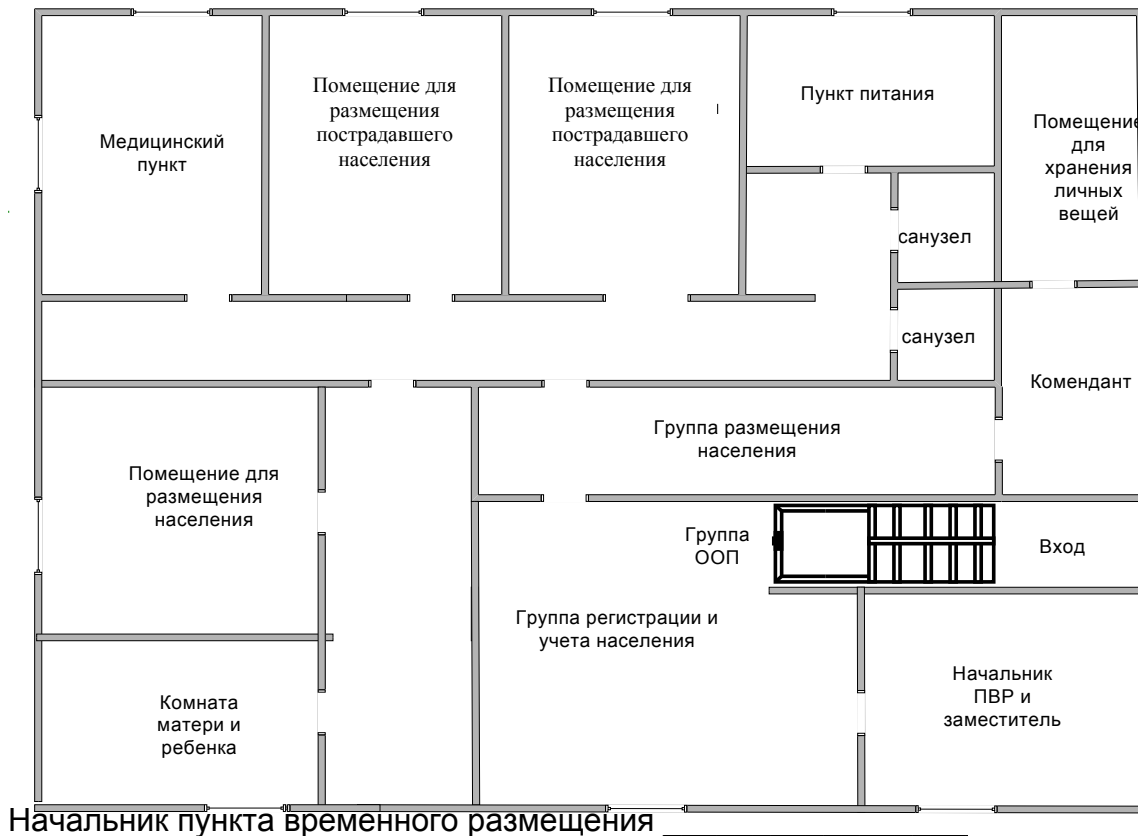 Медицинский
пункт
Помещение для
размещения
пострадавшего
населения
Помещение для
размещения
пострадавшего
населения
Пункт питания
Помещение
для
хранения
личных
вещей
санузел
санузел
Комендант
Группа размещения
населения
Помещение для
размещения
населения
Группа
ООП
Вход
Группа регистрации и
учета населения
Комната
матери и
ребенка
Начальник
ПВР и
заместитель
Начальник пункта временного размещения